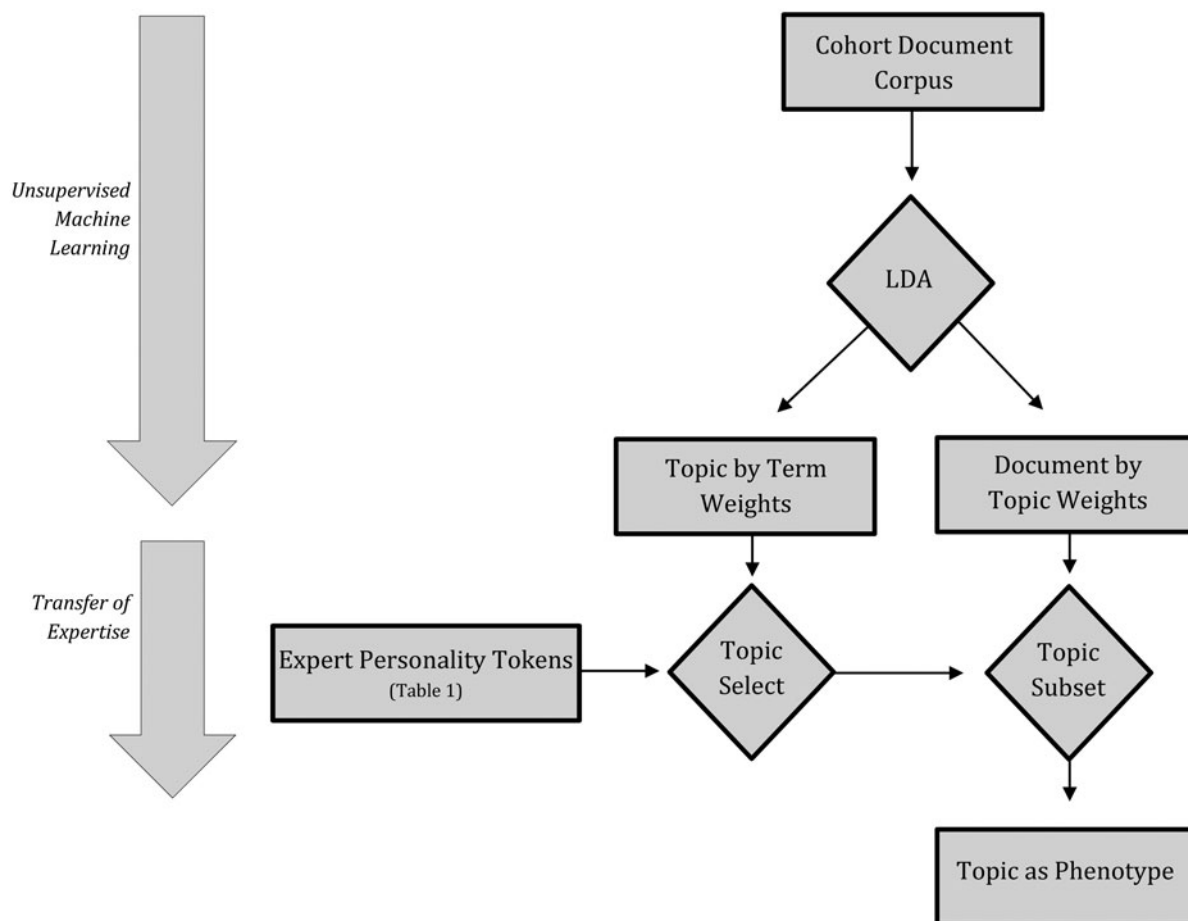 Cohort Document
Corpus
Unsupervised
Machine
Learning
LDA
Topic by Term
Weights
Document by
Topic Weights
Transfer of
Expertise
Expert Personality Tokens
(Table 1)
Topic
Select
Topic
Subset
Topic as Phenotype